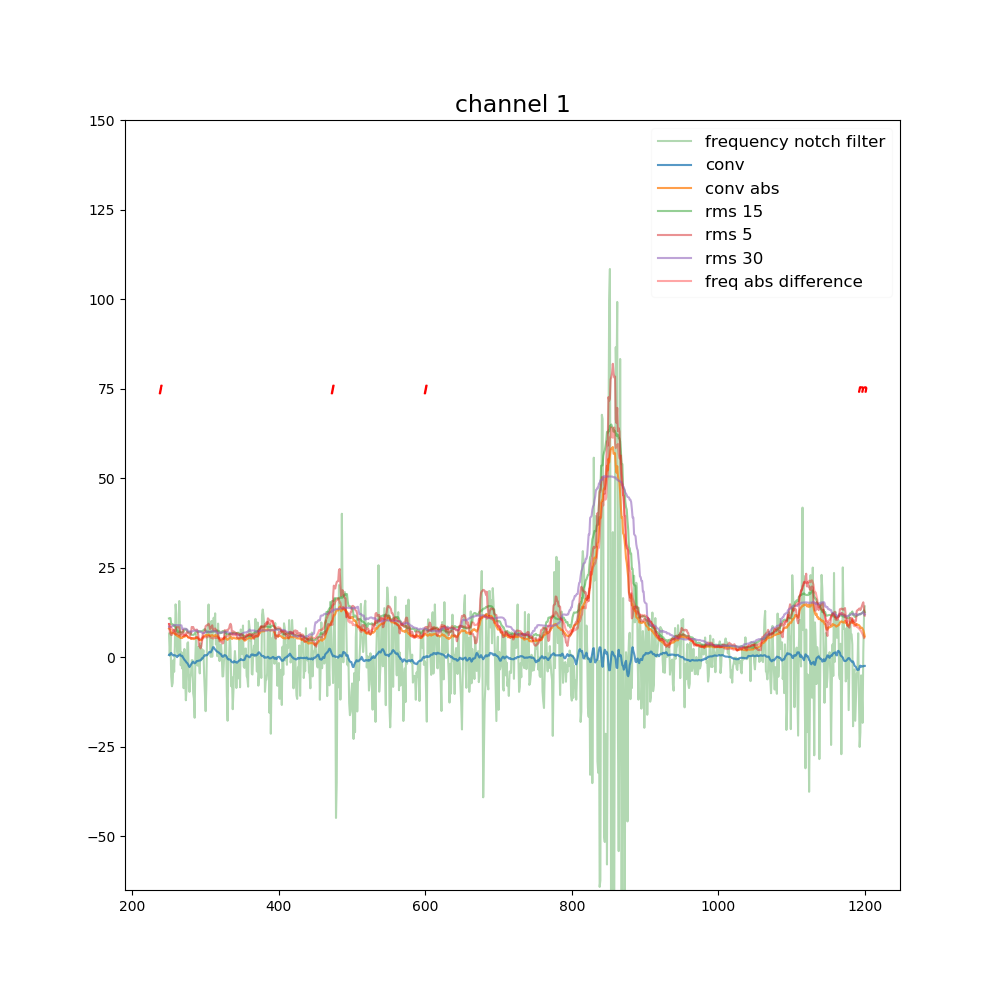 channel 1
150
125
100
75
50
25
0
−25
−50
200 400 600 800 1000 1200
frequency notch filter
conv
conv abs
rms 15
rms 5
rms 30
freq abs difference
l l l m